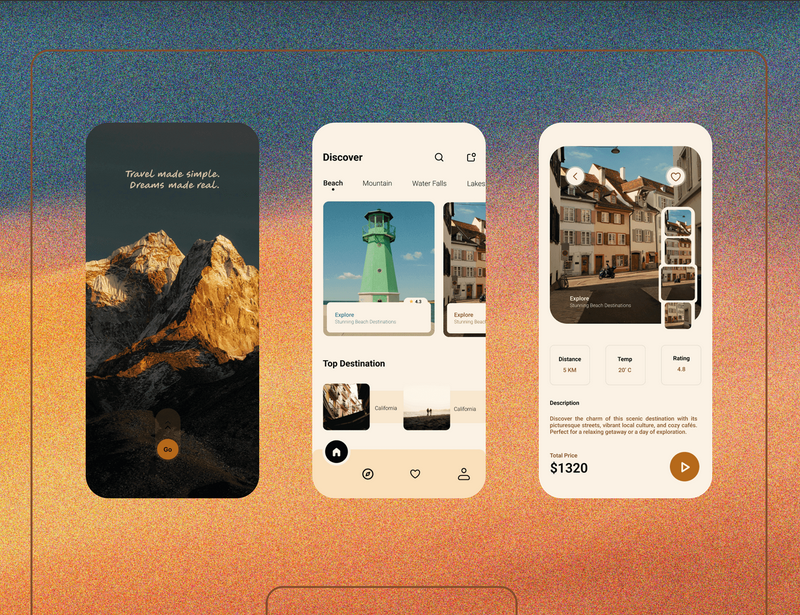 Travel made simple.
Dreams made real.
Go
Discover
Beach
Mountain
Water Falls
Lakes
4.3
Explore
Stunning Beach Destinations
Explore
Stunning Beach
Top Destination
California
California
Explore
Stunning Beach Destinations
Distance
5 KM
Temp
20° C
Rating
4.8
Description
Discover the charm of this scenic destination with its
picturesque streets, vibrant local culture, and cozy cafés.
Perfect for a relaxing getaway or a day of exploration.
Total Price
$1320